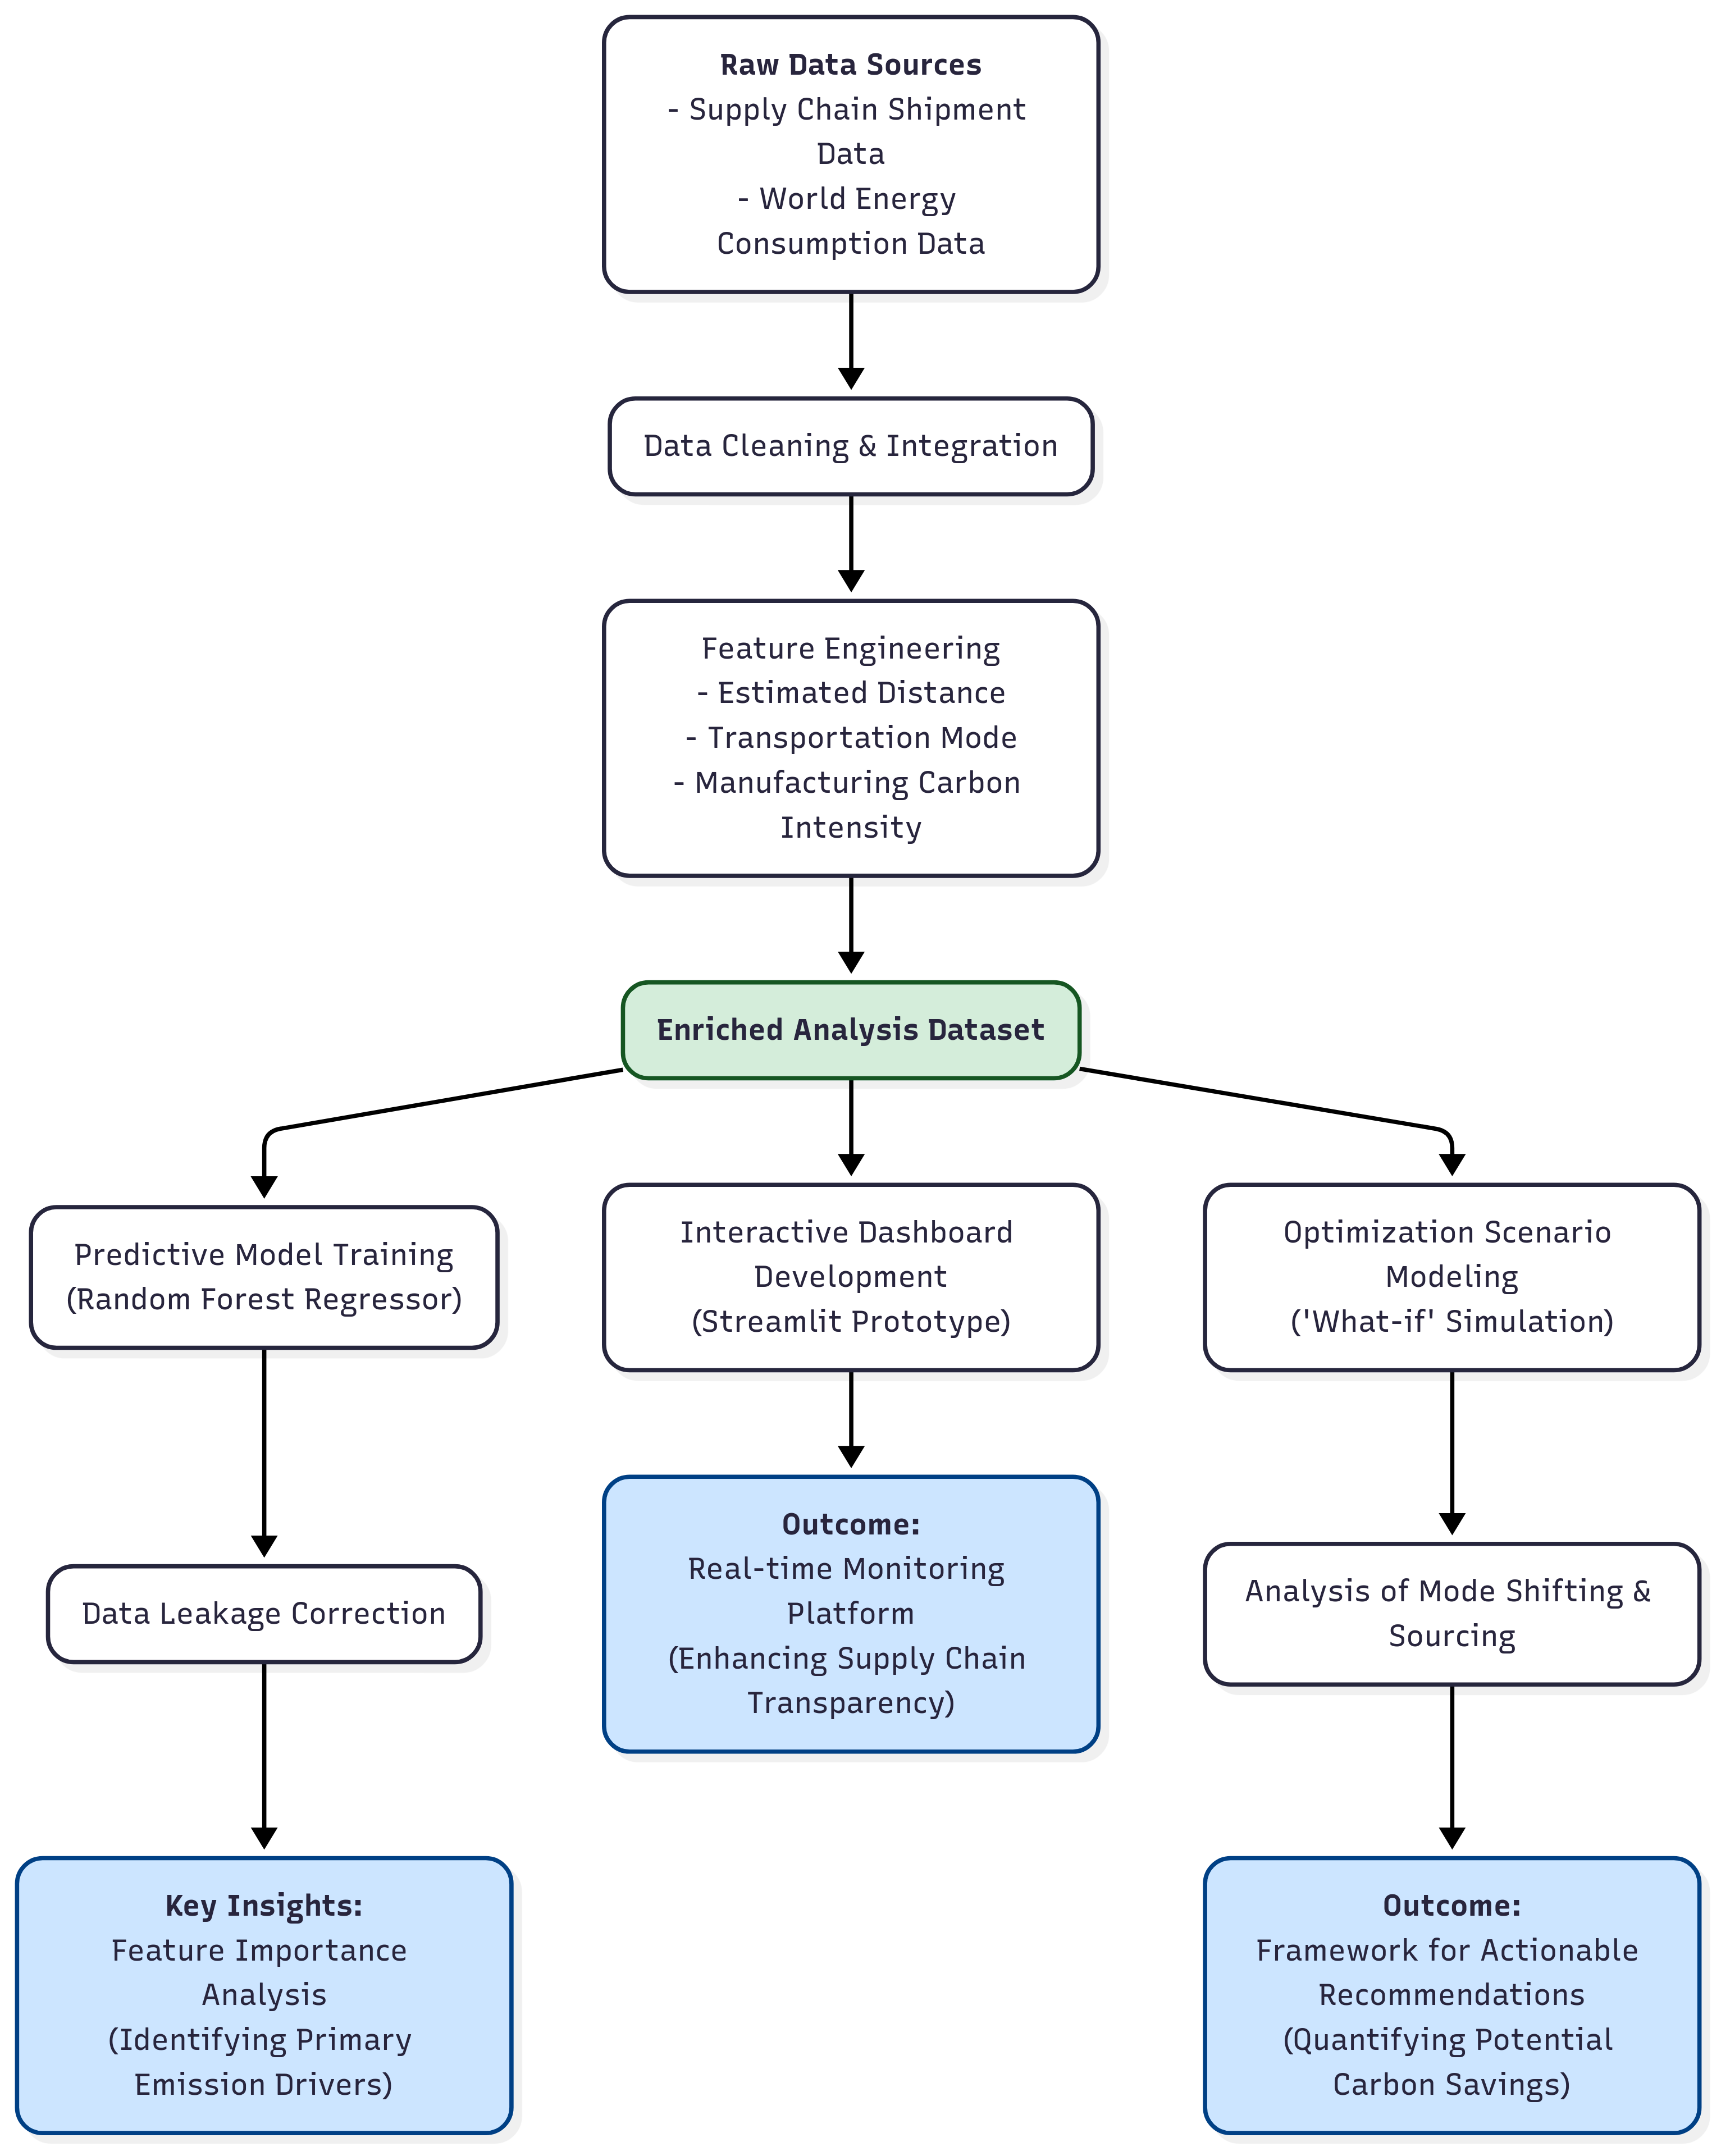 Raw Data Sources
- Supply Chain Shipment
Data
- World Energy
Consumption Data
Data Cleaning & Integration
Feature Engineering
- Estimated Distance
- Transportation Mode
- Manufacturing Carbon
Intensity
Enriched Analysis Dataset
Predictive Model Training
(Random Forest Regressor)
Interactive Dashboard
Development
(Streamlit Prototype)
Optimization Scenario
Modeling
('What-if' Simulation)
Data Leakage Correction
Outcome:
Real-time Monitoring
Platform
(Enhancing Supply Chain
Transparency)
Analysis of Mode Shifting &
Sourcing
Key Insights:
Feature Importance
Analysis
(Identifying Primary
Emission Drivers)
Outcome:
Framework for Actionable
Recommendations
(Quantifying Potential
Carbon Savings)